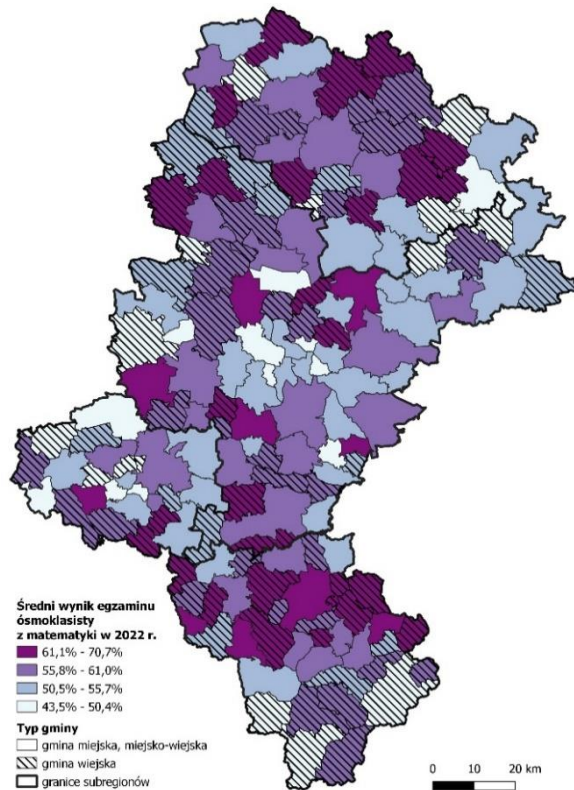 Średni wynik egzaminu
ósmoklasisty
z matematyki w 2022 r.
61,1% - 70,7%
55,8% - 61,0%
50,5% - 55,7%
43,5% - 50,4%
Typ gminy
gmina miejska, miejsko-wiejska
gmina wiejska
granice subregionów
0 10 20 km